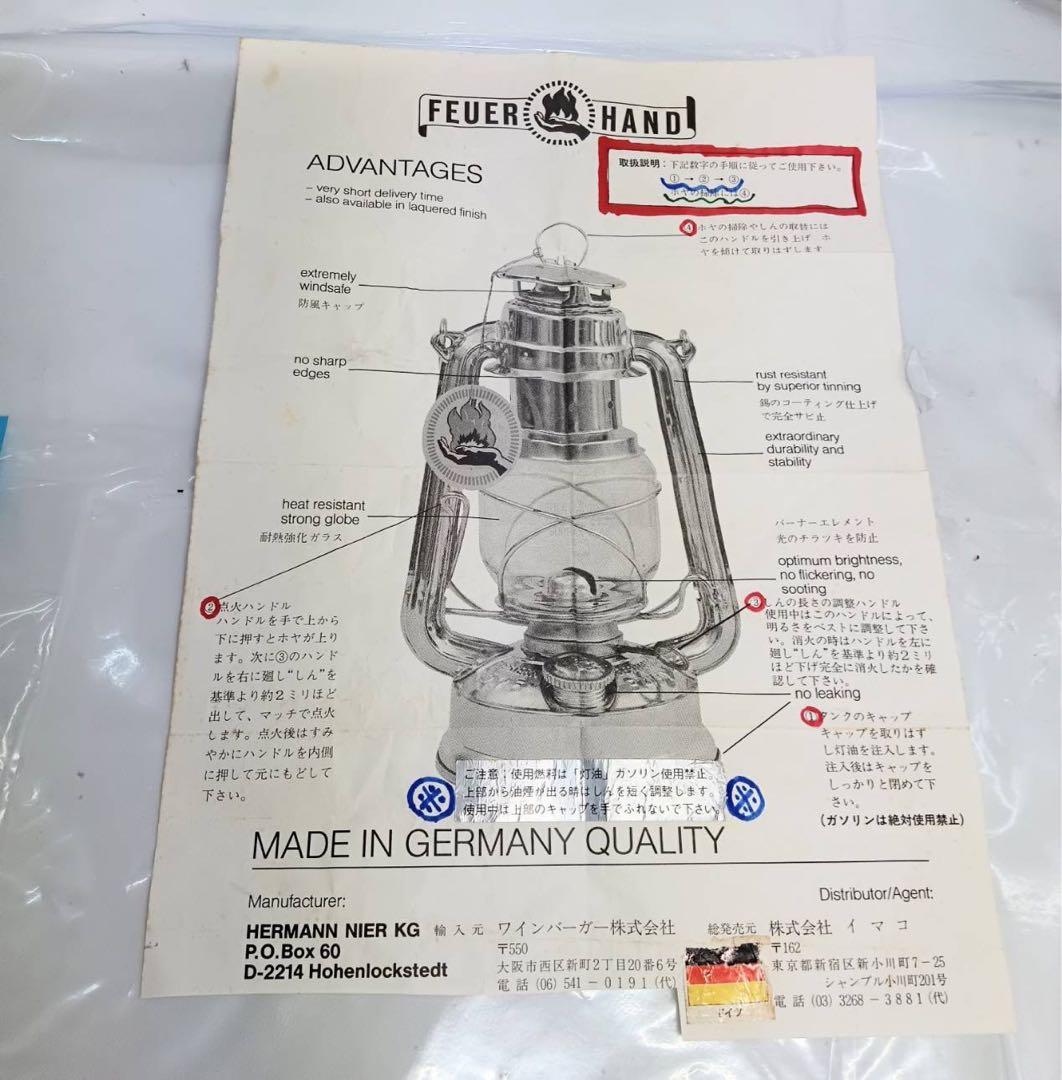 FEUER HAND
ADVANTAGES
– very short delivery time
– also available in laquered finish
取扱説明：下記数字の手順に従ってご使用下さい。
① → ② → ③
ホヤの掃除には④
④ホヤの掃除やしんの取替には
このハンドルを引き上げ ホ
ヤを傾けて取りはずします
extremely
windsafe
防風キャップ
no sharp
edges
rust resistant
by superior tinning
錫のコーティング仕上げ
で完全サビ止
extraordinary
durability and
stability
heat resistant
strong globe
耐熱強化ガラス
バーナーエレメント
光のチラツキを防止
optimum brightness,
no flickering, no
sooting
②点火ハンドル
ハンドルを手で上から
下に押すとホヤが上り
ます。次に③のハンド
ルを右に廻し“しん”を
基準より約2ミリほど
出して、マッチで点火
します。点火後はすみ
やかにハンドルを内側
に押して元にもどして
下さい。
③しんの長さの調整ハンドル
使用中はこのハンドルによって、
明るさをベストに調整して下さ
い。消火の時はハンドルを左に
廻し“しん”を基準より約2ミリ
ほど下げ完全に消火したかを確
認して下さい。
no leaking
①タンクのキャップ
キャップを取りはず
し灯油を注入します。
注入後はキャップを
しっかりと閉めて下
さい。
(ガソリンは絶対使用禁止)
米
ご注意：使用燃料は「灯油」ガソリン使用禁止。
上部から油煙が出る時はしんを短く調整します。
使用中は上部のキャップを手でふれないで下さい。
米
MADE IN GERMANY QUALITY
Manufacturer:
HERMANN NIER KG
P.O.Box 60
D-2214 Hohenlockstedt
輸入元 ワインバーガー株式会社
〒550
大阪市西区新町2丁目20番6号
電話 (06) 541－0191 (代)
Distributor/Agent:
総発売元 株式会社 イマコ
〒162
東京都新宿区新小川町7－25
シャンブル小川町201号
電話 (03) 3268－3881 (代)
ドイツ